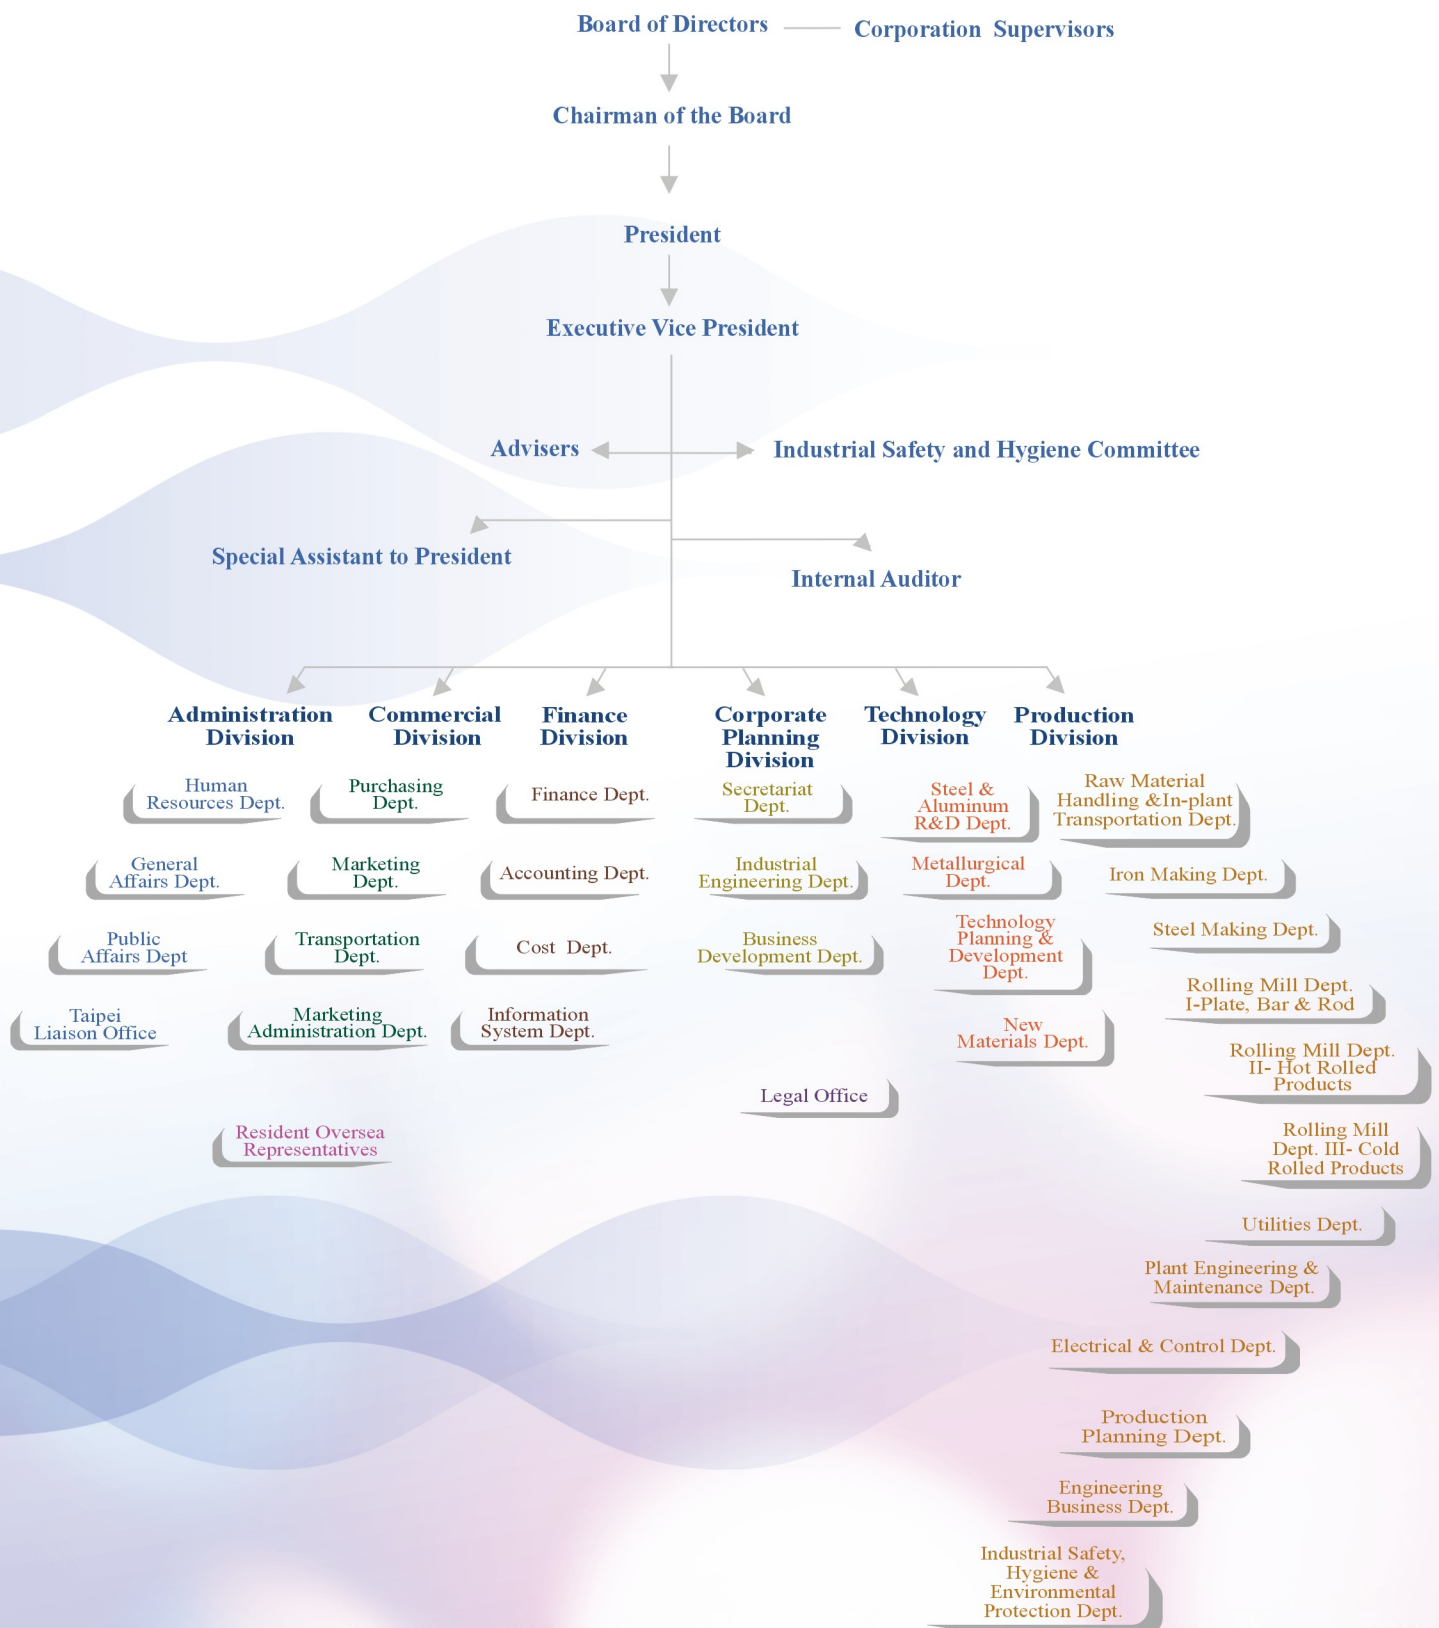 Board of Directors
Corporation Supervisors
Chairman of the Board
President
Executive Vice President
Advisers
Industrial Safety and Hygiene Committee
Special Assistant to President
Internal Auditor
Administration
Division
Human
Resources Dept.
General
Affairs Dept.
Public
Affairs Dept
Taipei
Liaison Office
Commercial
Division
Purchasing
Dept.
Marketing
Dept.
Transportation
Dept.
Marketing
Administration Dept.
Resident Oversea
Representatives
Finance
Division
Finance Dept.
Accounting Dept.
Cost Dept.
Information
System Dept.
Corporate
Planning
Division
Secretariat
Dept.
Industrial
Engineering Dept.
Business
Development Dept.
Legal Office
Technology
Division
Steel &
Aluminum
R&D Dept.
Metallurgical
Dept.
Technology
Planning &
Development
Dept.
New
Materials Dept.
Production
Division
Raw Material
Handling &In-plant
Transportation Dept.
Iron Making Dept.
Steel Making Dept.
Rolling Mill Dept.
I-Plate, Bar & Rod
Rolling Mill Dept.
II- Hot Rolled
Products
Rolling Mill
Dept. III- Cold
Rolled Products
Utilities Dept.
Plant Engineering &
Maintenance Dept.
Electrical & Control Dept.
Production
Planning Dept.
Engineering
Business Dept.
Industrial Safety,
Hygiene &
Environmental
Protection Dept.